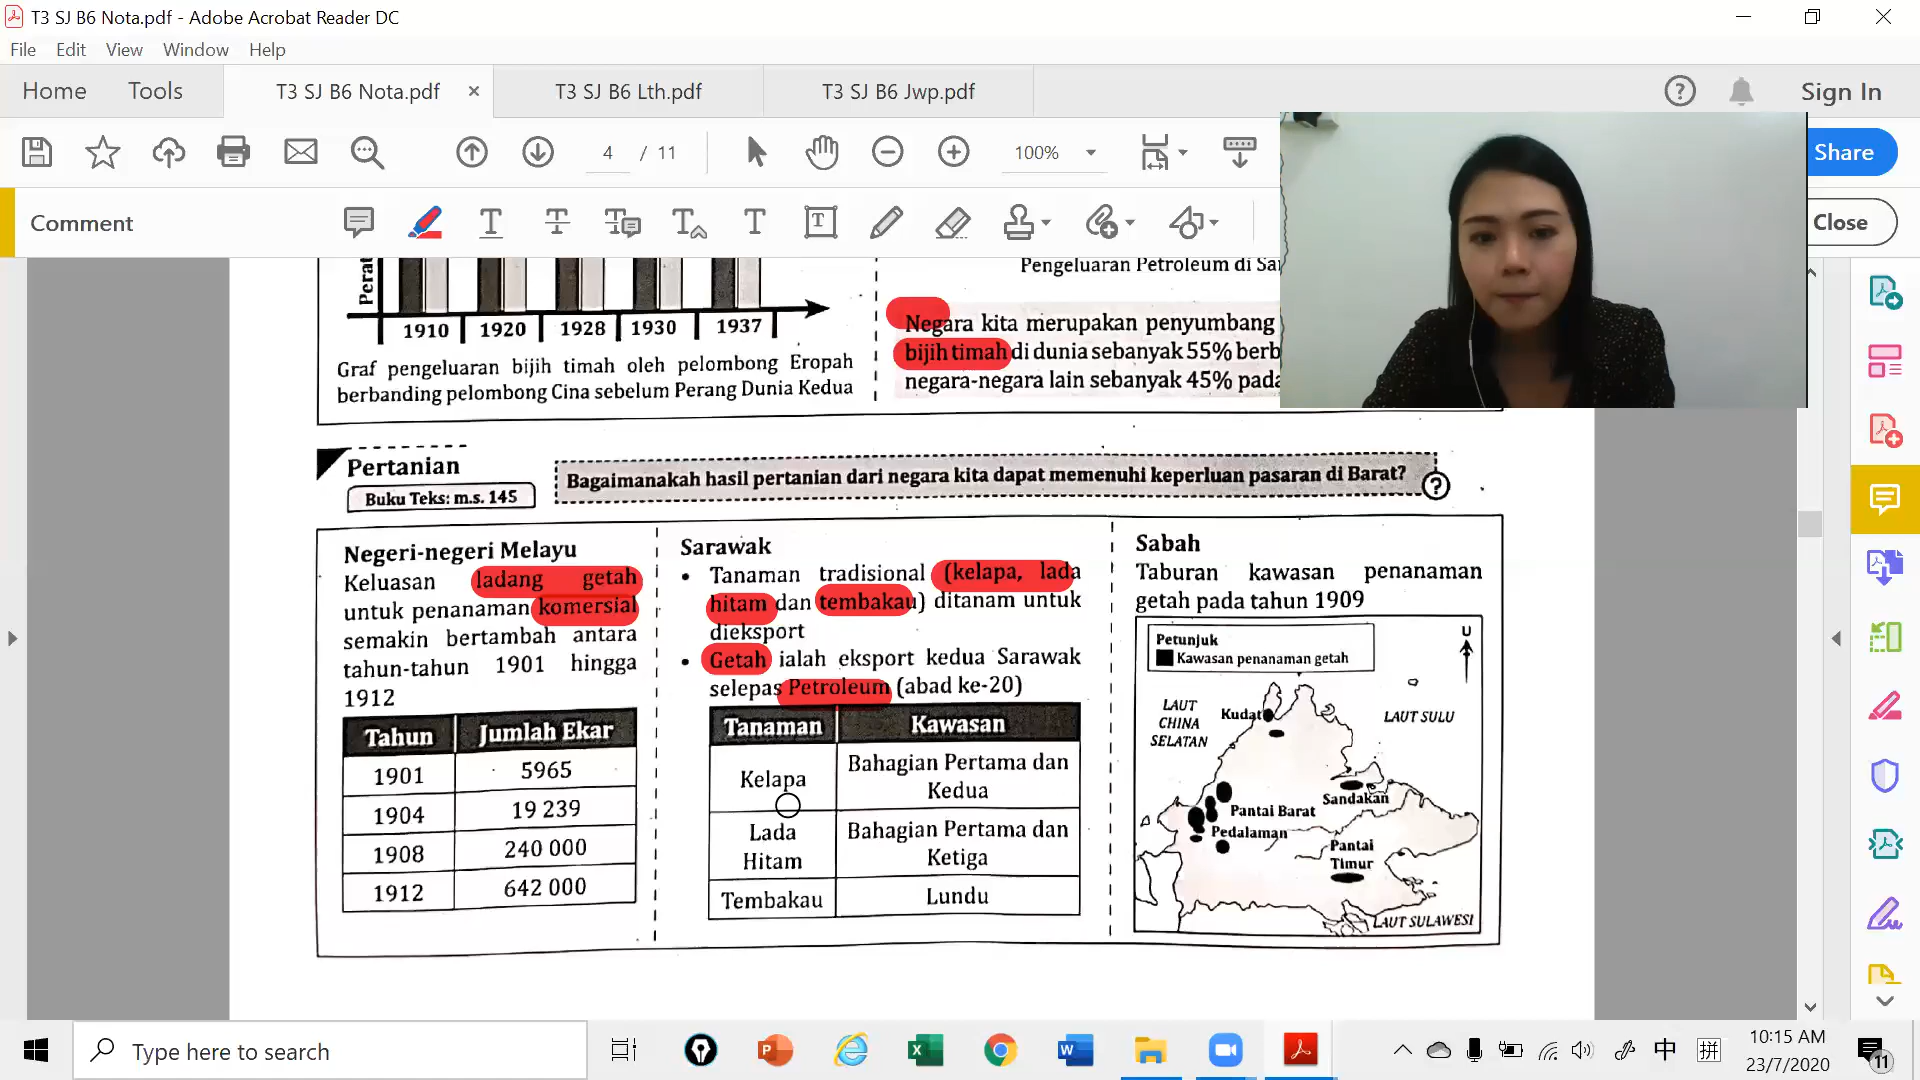 T3 SJ B6 Nota.pdf - Adobe Acrobat Reader DC
File Edit View Window Help
Home Tools T3 SJ B6 Nota.pdf × T3 SJ B6 Lth.pdf T3 SJ B6 Jwp.pdf ? Sign In
4 / 11 100% Share
Comment Close
Perat
1910 1920 1928 1930 1937
Graf pengeluaran bijih timah oleh pelombong Eropah
berbanding pelombong Cina sebelum Perang Dunia Kedua
Pengeluaran Petroleum di
Negara kita merupakan penyumbang
bijih timah di dunia sebanyak 55% berb
negara-negara lain sebanyak 45% pada
Pertanian
Buku Teks: m.s. 145
Bagaimanakah hasil pertanian dari negara kita dapat memenuhi keperluan pasaran di Barat?
?
Negeri-negeri Melayu
Keluasan ladang getah
untuk penanaman komersial
semakin bertambah antara
tahun-tahun 1901 hingga
1912
Tahun Jumlah Ekar
1901 5965
1904 19 239
1908 240 000
1912 642 000
Sarawak
• Tanaman tradisional (kelapa, lada
hitam dan tembakau) ditanam untuk
dieksport
• Getah ialah eksport kedua Sarawak
selepas Petroleum (abad ke-20)
Tanaman Kawasan
Kelapa Bahagian Pertama dan
Kedua
Lada Bahagian Pertama dan
Hitam Ketiga
Tembakau Lundu
Sabah
Taburan kawasan penanaman
getah pada tahun 1909
Petunjuk
Kawasan penanaman getah
U
LAUT
CHINA
SELATAN
Kudat
LAUT SULU
Sandakan
Pantai Barat
Pedalaman
Pantai
Timur
LAUT SULAWESI
Type here to search
中 拼
10:15 AM
23/7/2020
11